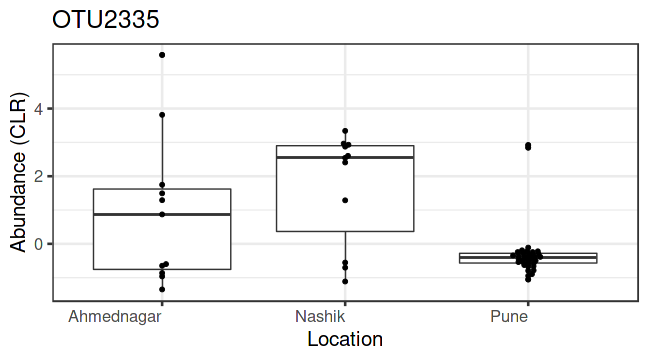 OTU2335
Abundance (CLR)
4
2
0
Ahmednagar
Nashik
Pune
Location